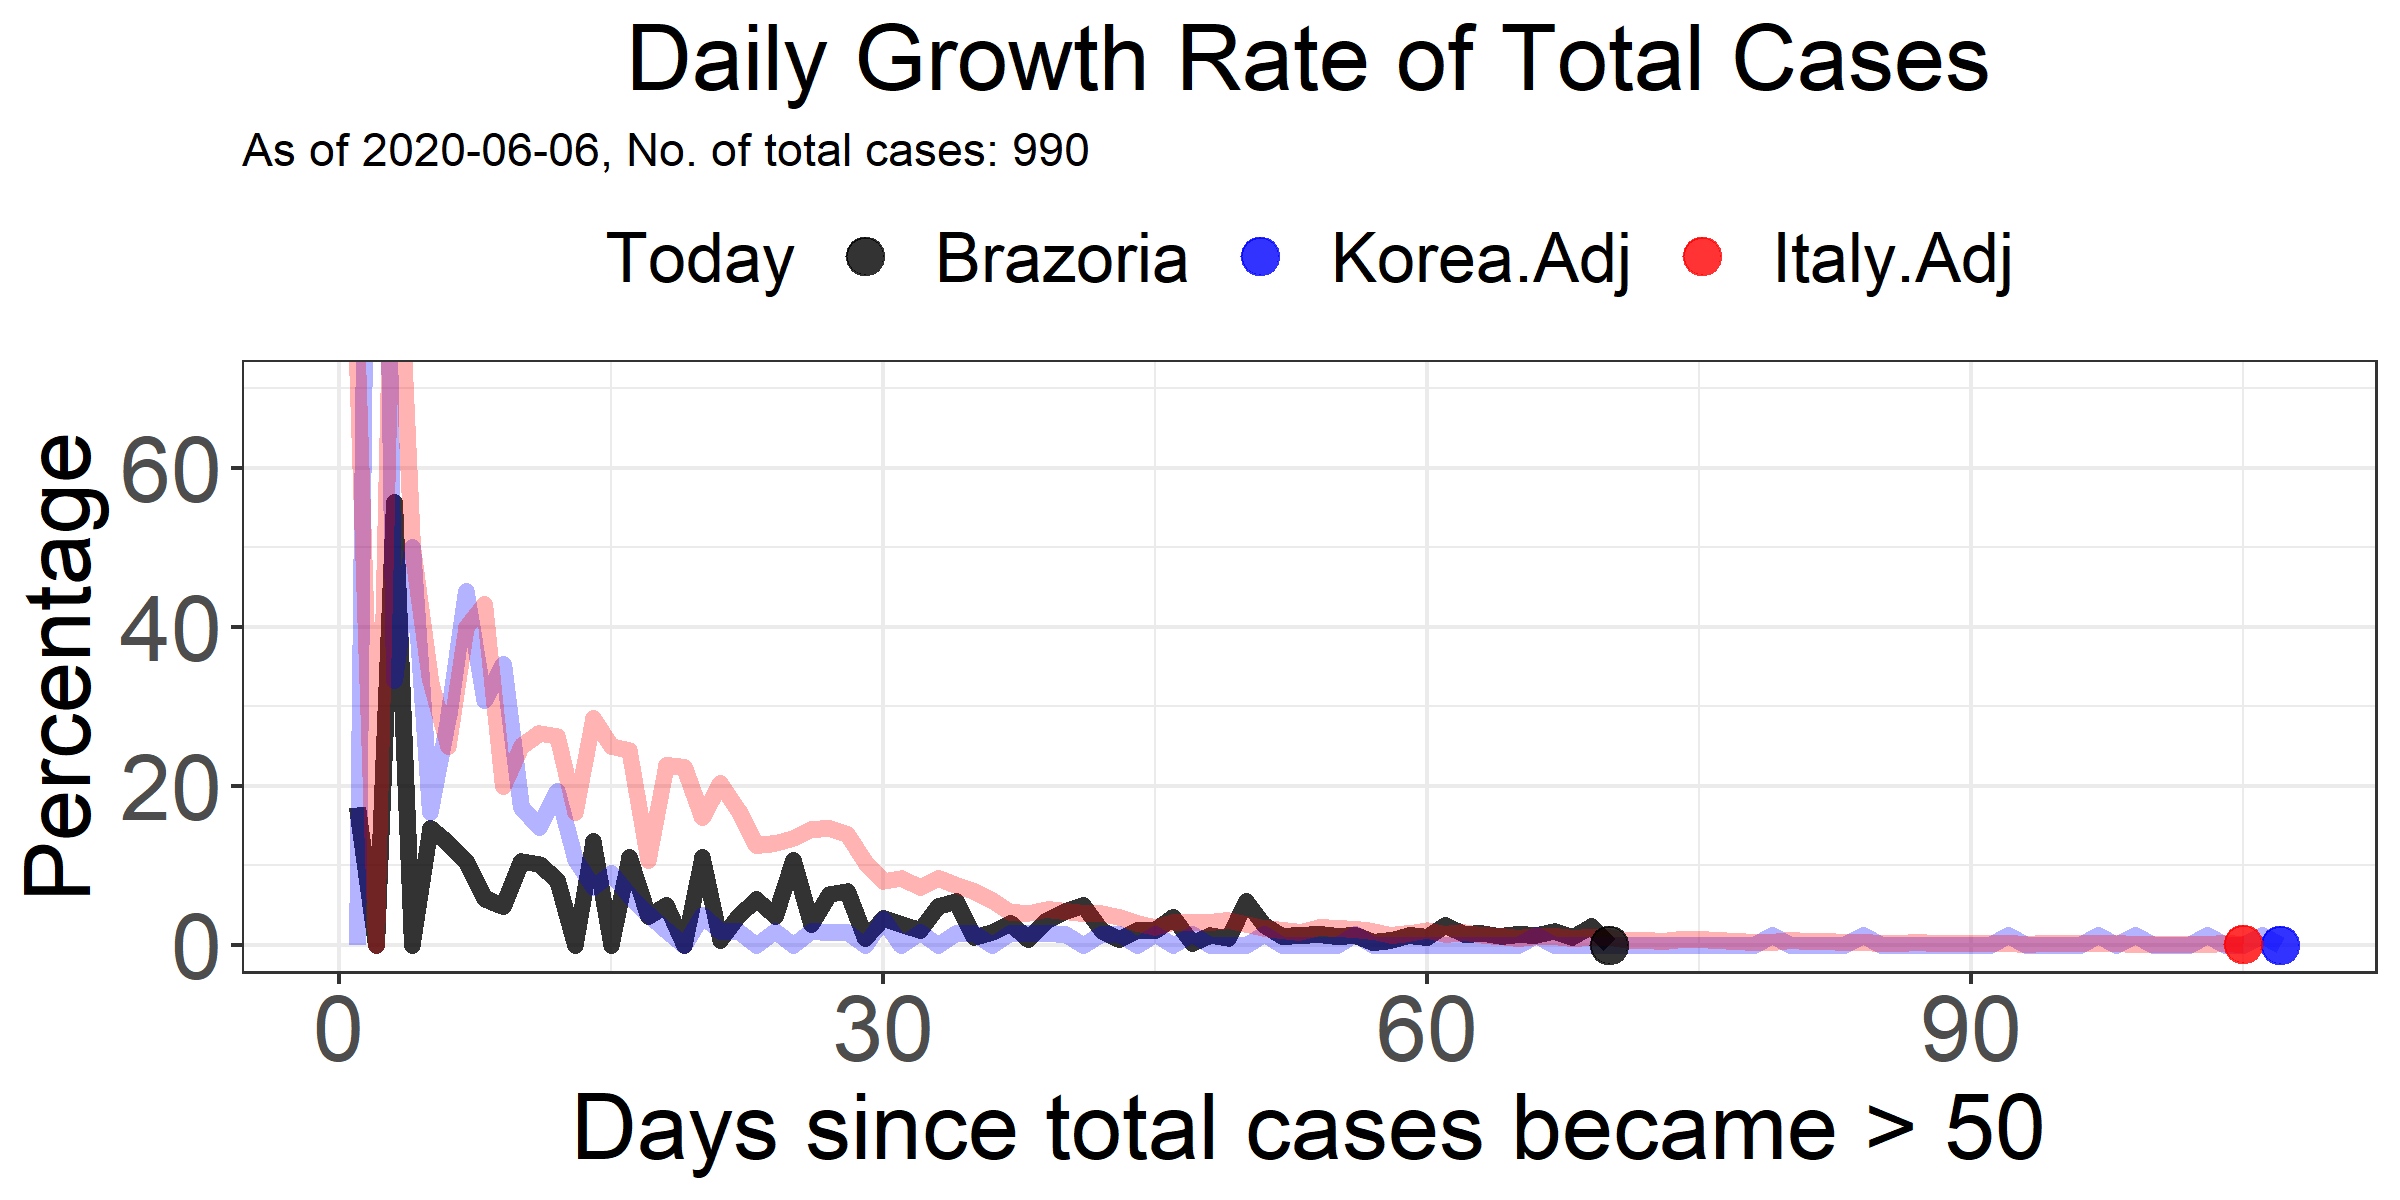 Daily Growth Rate of Total Cases
As of 2020-06-06, No. of total cases: 990
Today Brazoria Korea.Adj Italy.Adj
Percentage
60
40
20
0
0 30 60 90
Days since total cases became > 50